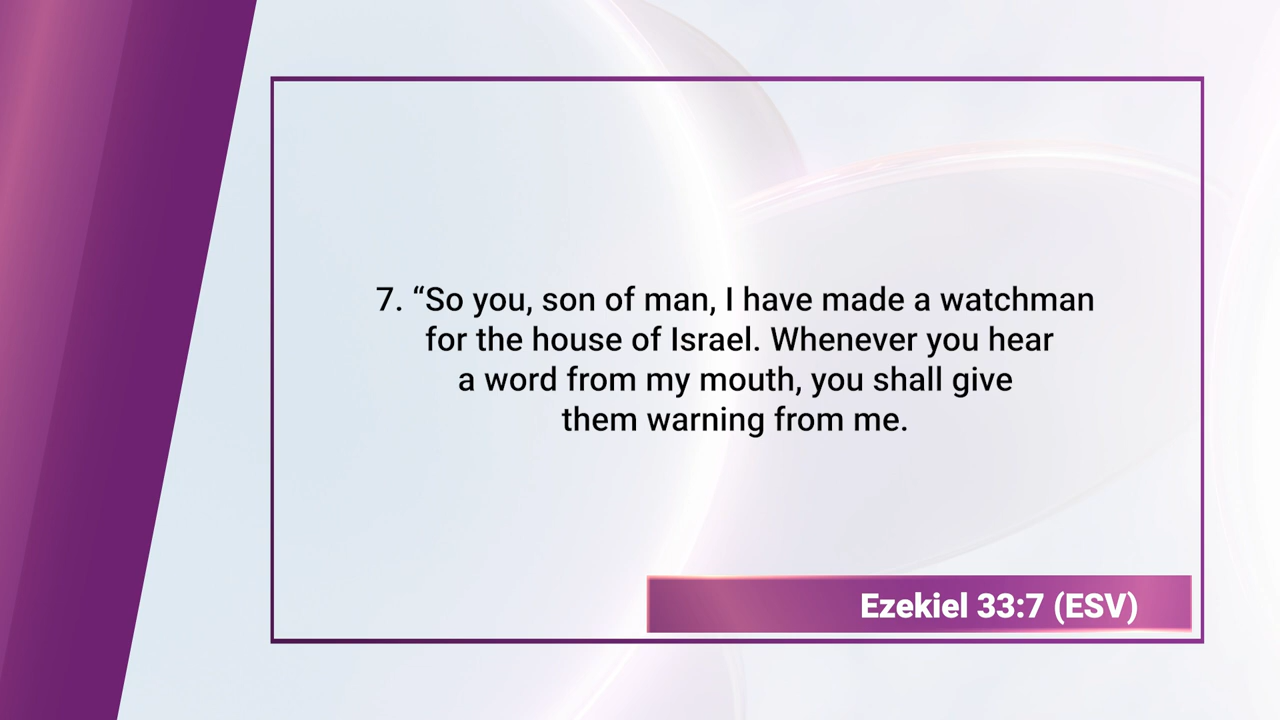 7. “So you, son of man, I have made a watchman
for the house of Israel. Whenever you hear
a word from my mouth, you shall give
them warning from me.
Ezekiel 33:7 (ESV)